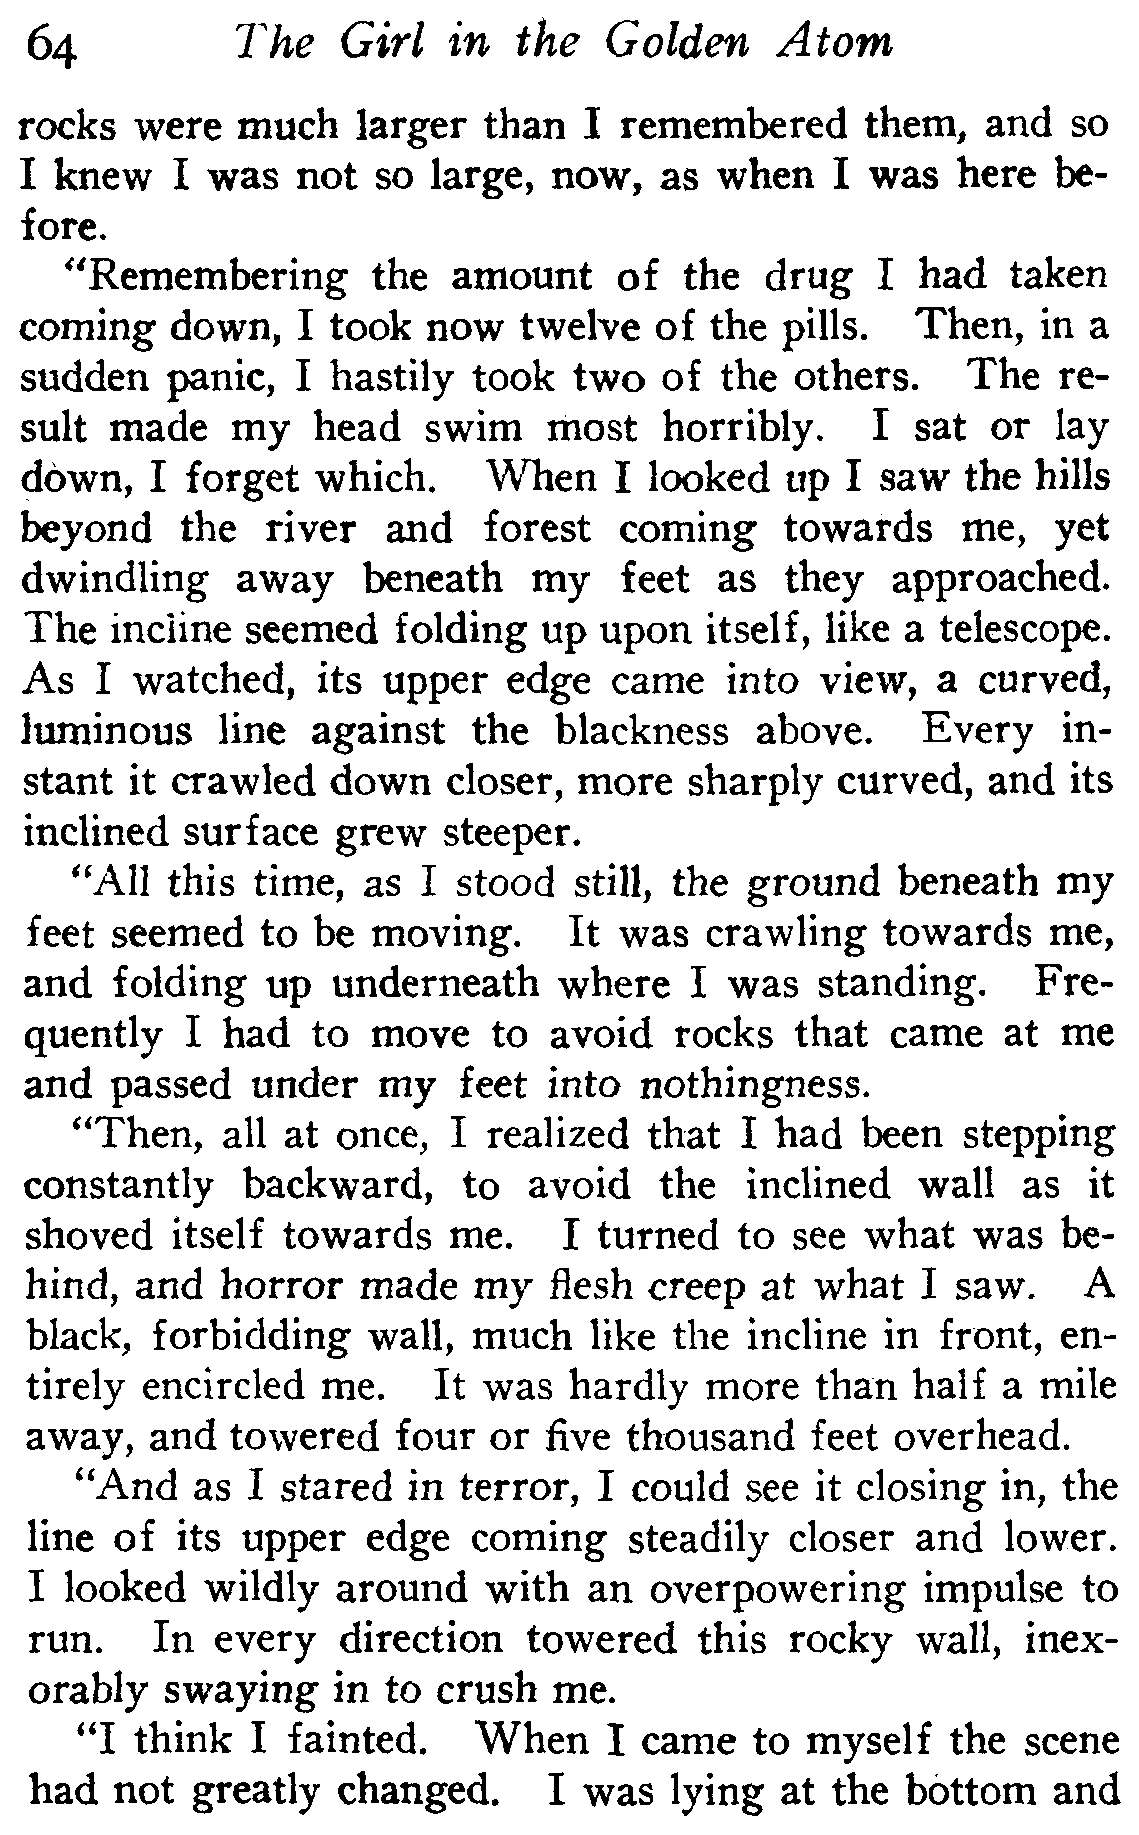 64 The Girl in the Golden Atom
rocks were much larger than I remembered them, and so
I knew I was not so large, now, as when I was here be-
fore.
“Remembering the amount of the drug I had taken
coming down, I took now twelve of the pills. Then, in a
sudden panic, I hastily took two of the others. The re-
sult made my head swim most horribly. I sat or lay
down, I forget which. When I looked up I saw the hills
beyond the river and forest coming towards me, yet
dwindling away beneath my feet as they approached.
The incline seemed folding up upon itself, like a telescope.
As I watched, its upper edge came into view, a curved,
luminous line against the blackness above. Every in-
stant it crawled down closer, more sharply curved, and its
inclined surface grew steeper.
“All this time, as I stood still, the ground beneath my
feet seemed to be moving. It was crawling towards me,
and folding up underneath where I was standing. Fre-
quently I had to move to avoid rocks that came at me
and passed under my feet into nothingness.
“Then, all at once, I realized that I had been stepping
constantly backward, to avoid the inclined wall as it
shoved itself towards me. I turned to see what was be-
hind, and horror made my flesh creep at what I saw. A
black, forbidding wall, much like the incline in front, en-
tirely encircled me. It was hardly more than half a mile
away, and towered four or five thousand feet overhead.
“And as I stared in terror, I could see it closing in, the
line of its upper edge coming steadily closer and lower.
I looked wildly around with an overpowering impulse to
run. In every direction towered this rocky wall, inex-
orably swaying in to crush me.
“I think I fainted. When I came to myself the scene
had not greatly changed. I was lying at the bottom and